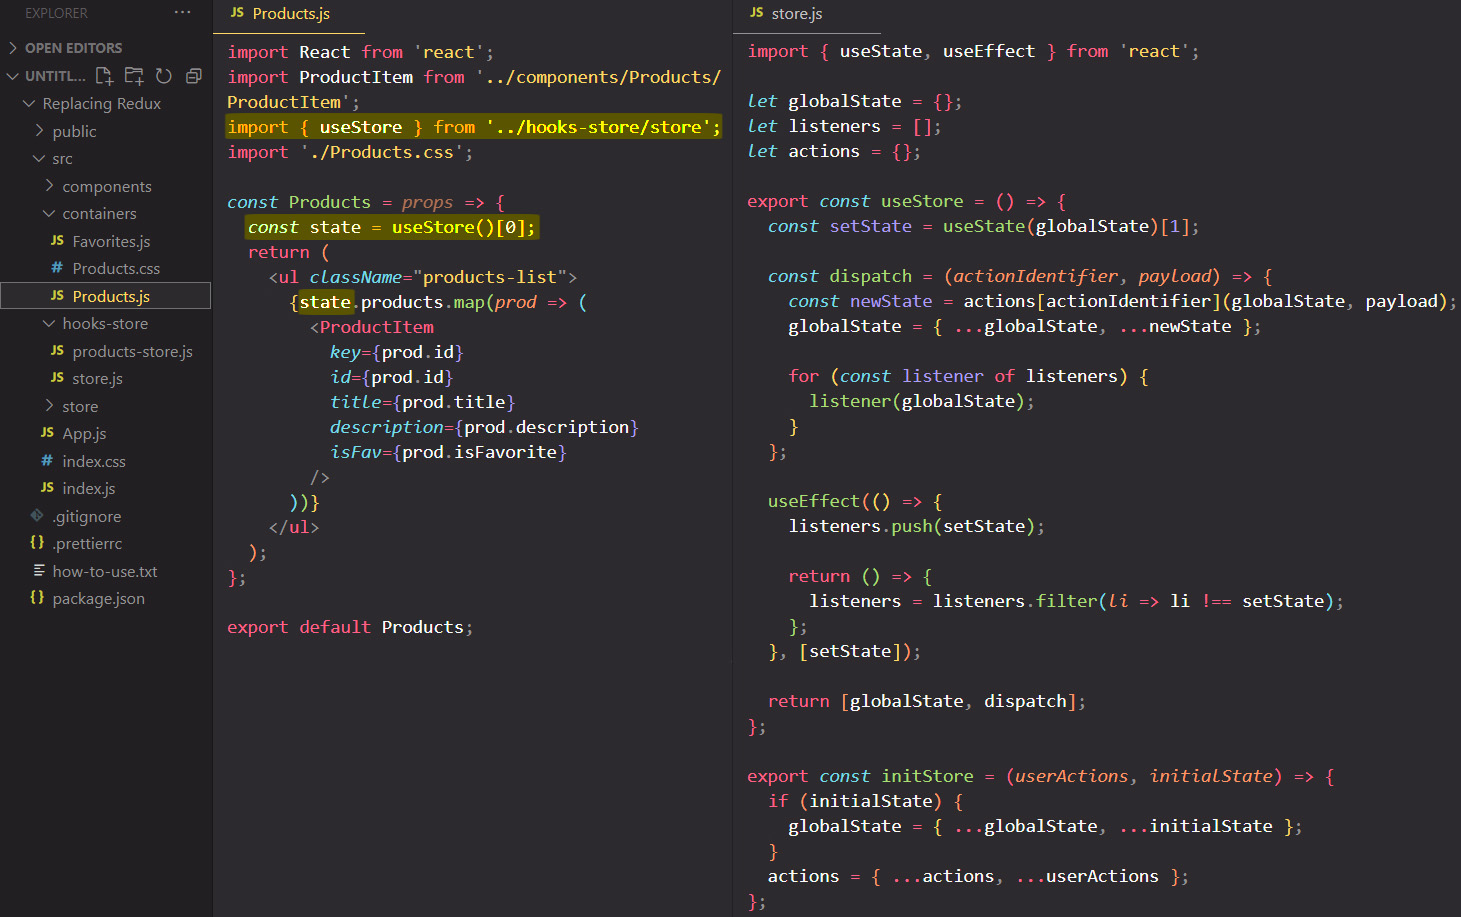 EXPLORER
OPEN EDITORS
UNTITL...
Replacing Redux
public
src
components
containers
JS Favorites.js
# Products.css
JS Products.js
hooks-store
JS products-store.js
JS store.js
store
JS App.js
# index.css
JS index.js
.gitignore
{} .prettierrc
how-to-use.txt
{} package.json
JS Products.js
import React from 'react';
import ProductItem from '../components/Products/
ProductItem';
import { useStore } from '../hooks-store/store';
import './Products.css';
const Products = props => {
const state = useStore()[0];
return (
<ul className="products-list">
{state.products.map(prod => (
<ProductItem
key={prod.id}
id={prod.id}
title={prod.title}
description={prod.description}
isFav={prod.isFavorite}
/>
))}
</ul>
);
};
export default Products;
JS store.js
import { useState, useEffect } from 'react';
let globalState = {};
let listeners = [];
let actions = {};
export const useStore = () => {
const setState = useState(globalState)[1];
const dispatch = (actionIdentifier, payload) => {
const newState = actions[actionIdentifier](globalState, payload);
globalState = { ...globalState, ...newState };
for (const listener of listeners) {
listener(globalState);
}
};
useEffect(() => {
listeners.push(setState);
return () => {
listeners = listeners.filter(li => li !== setState);
};
}, [setState]);
return [globalState, dispatch];
};
export const initStore = (userActions, initialState) => {
if (initialState) {
globalState = { ...globalState, ...initialState };
}
actions = { ...actions, ...userActions };
};